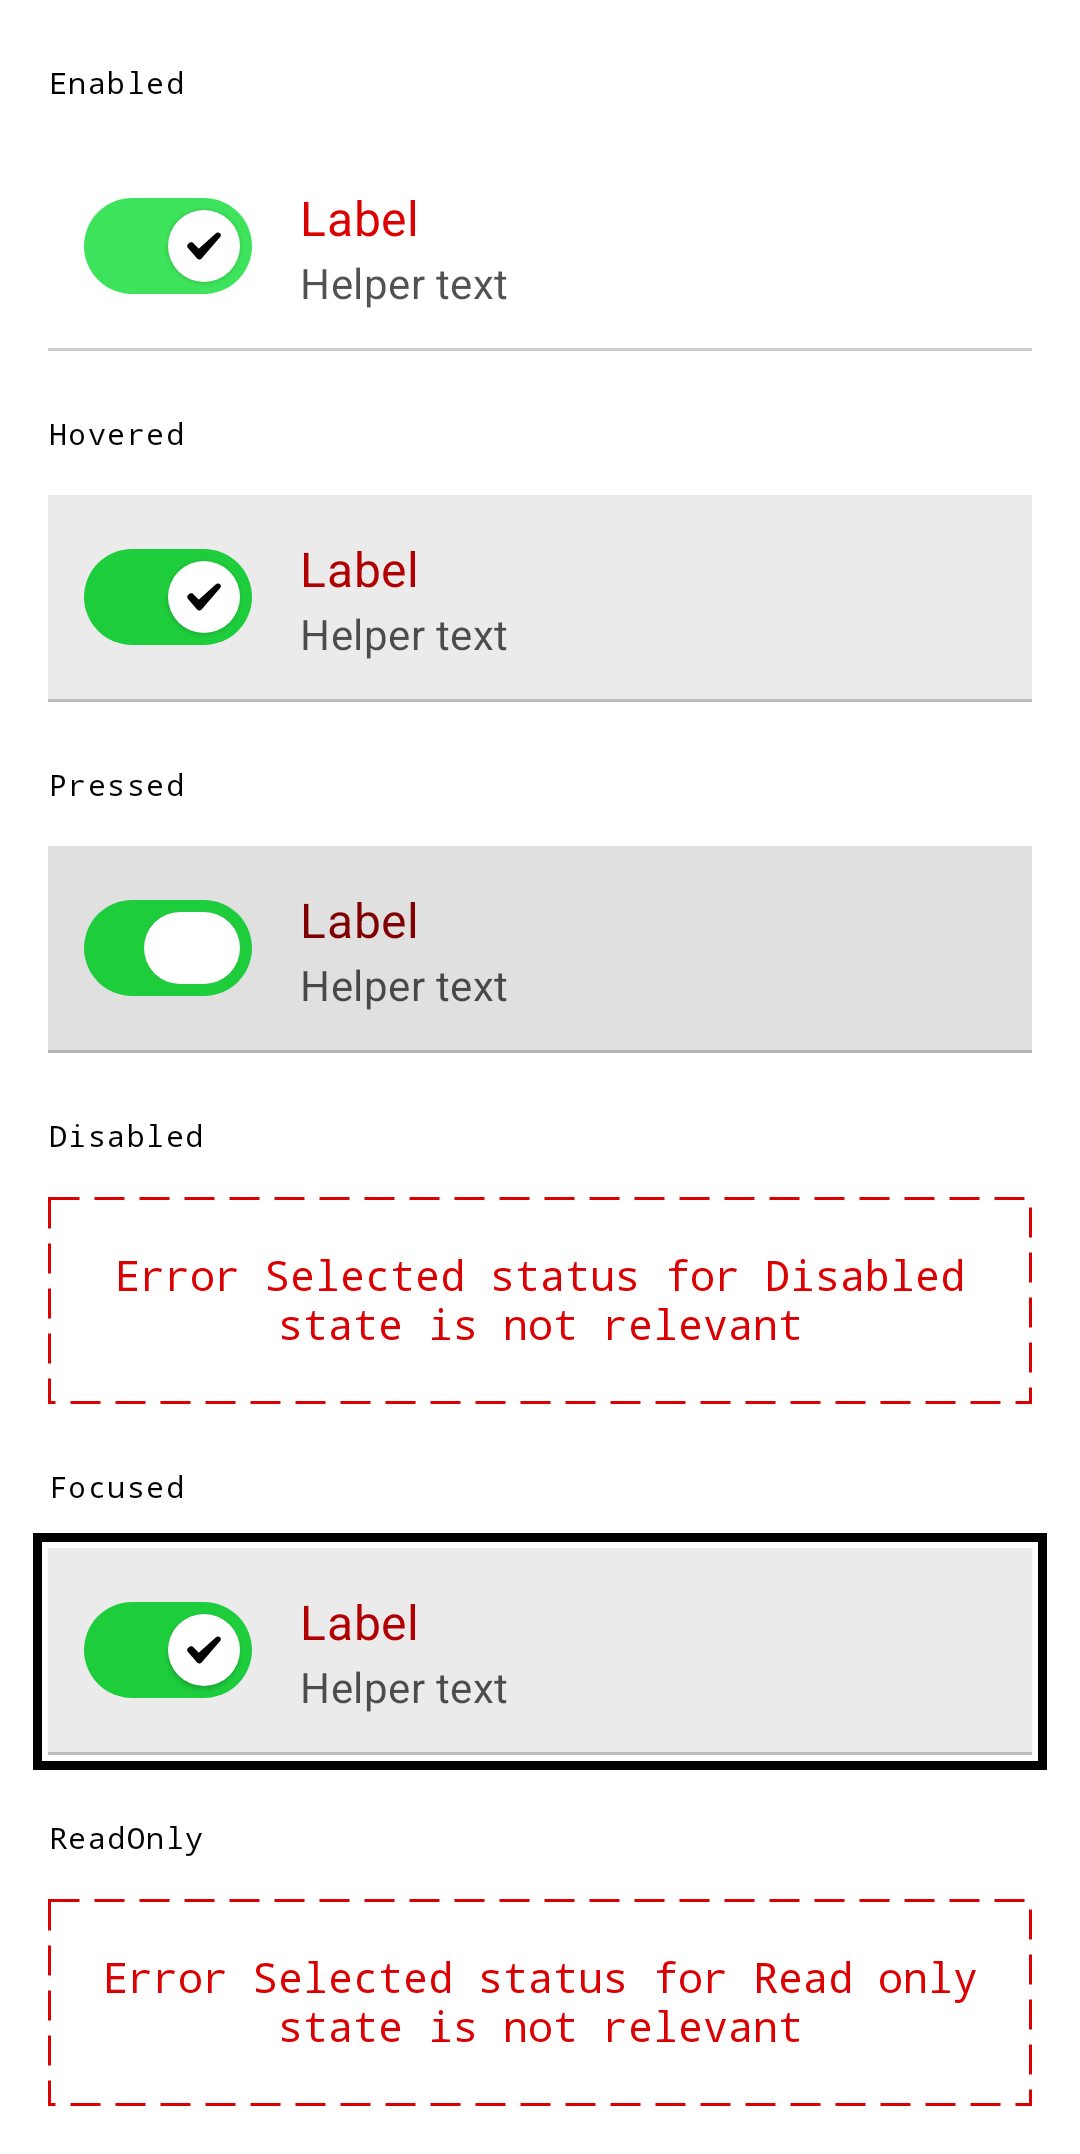 Enabled
Label
Helper text
Hovered
Label
Helper text
Pressed
Label
Helper text
Disabled
Error Selected status for Disabled
state is not relevant
Focused
Label
Helper text
ReadOnly
Error Selected status for Read only
state is not relevant